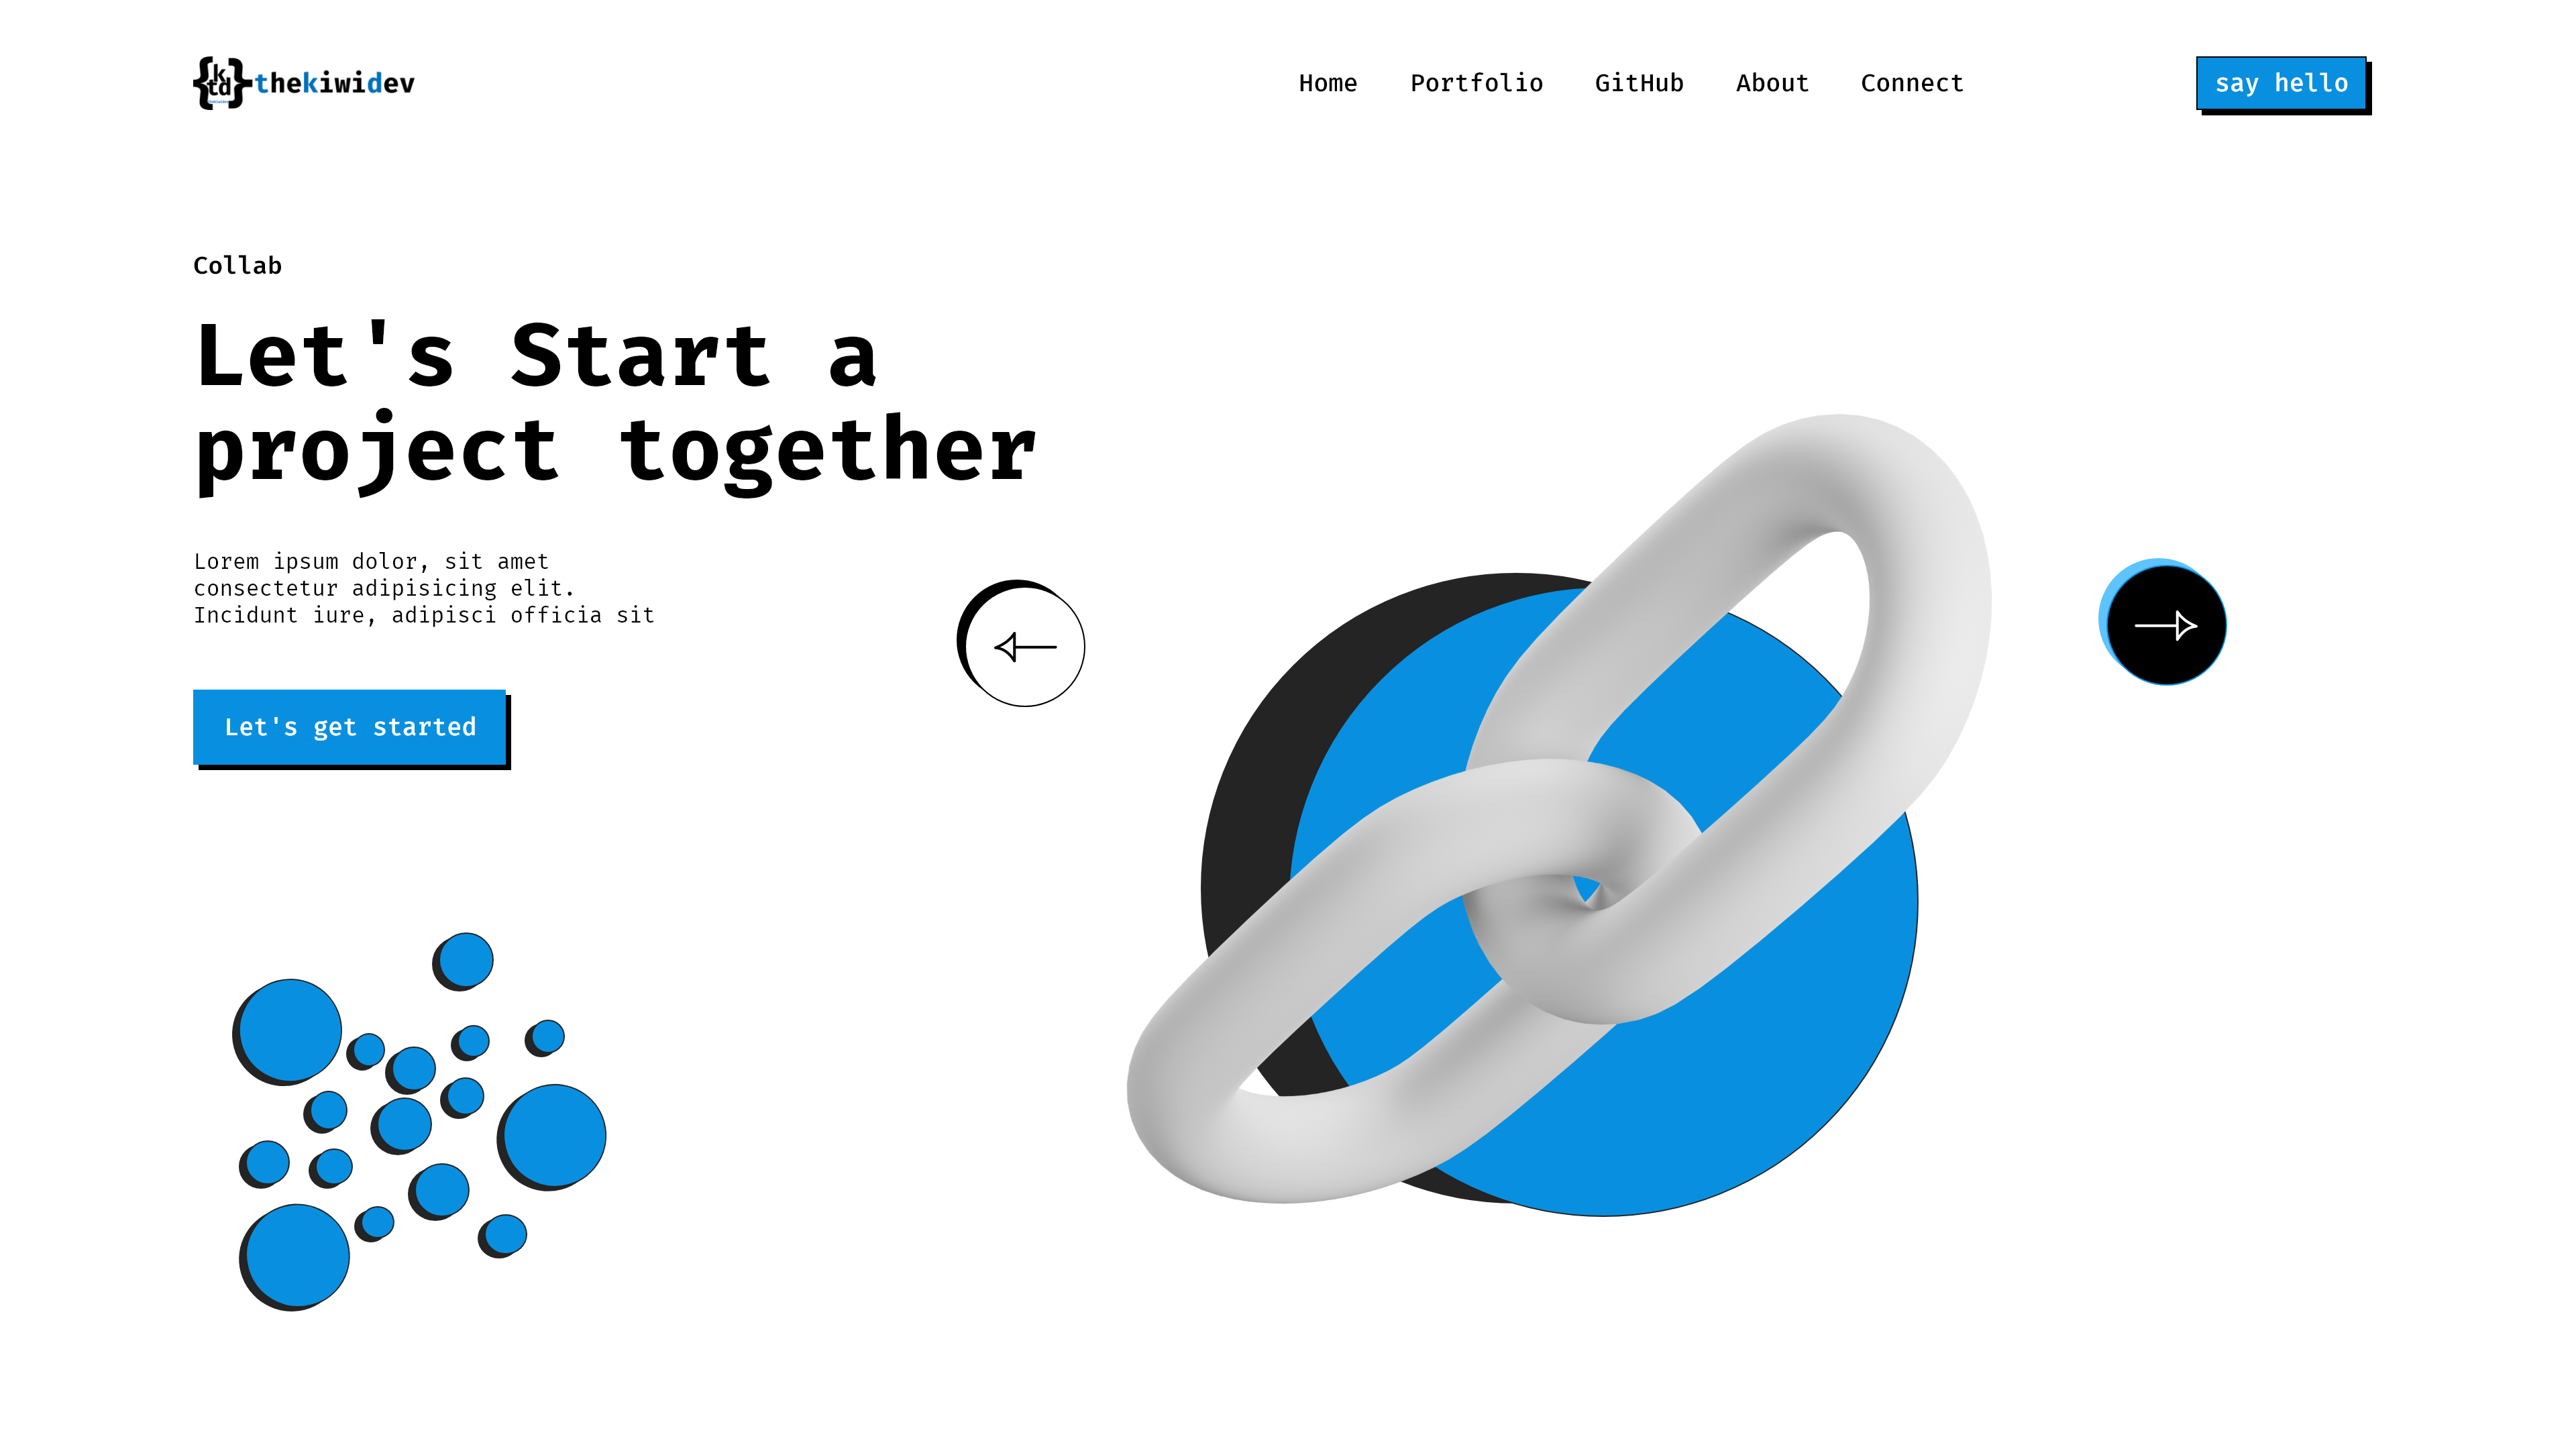 {ktd} thekiwidev
Home Portfolio GitHub About Connect
say hello
Collab
Let's Start a
project together
Lorem ipsum dolor, sit amet
consectetur adipisicing elit.
Incidunt iure, adipisci officia sit
Let's get started